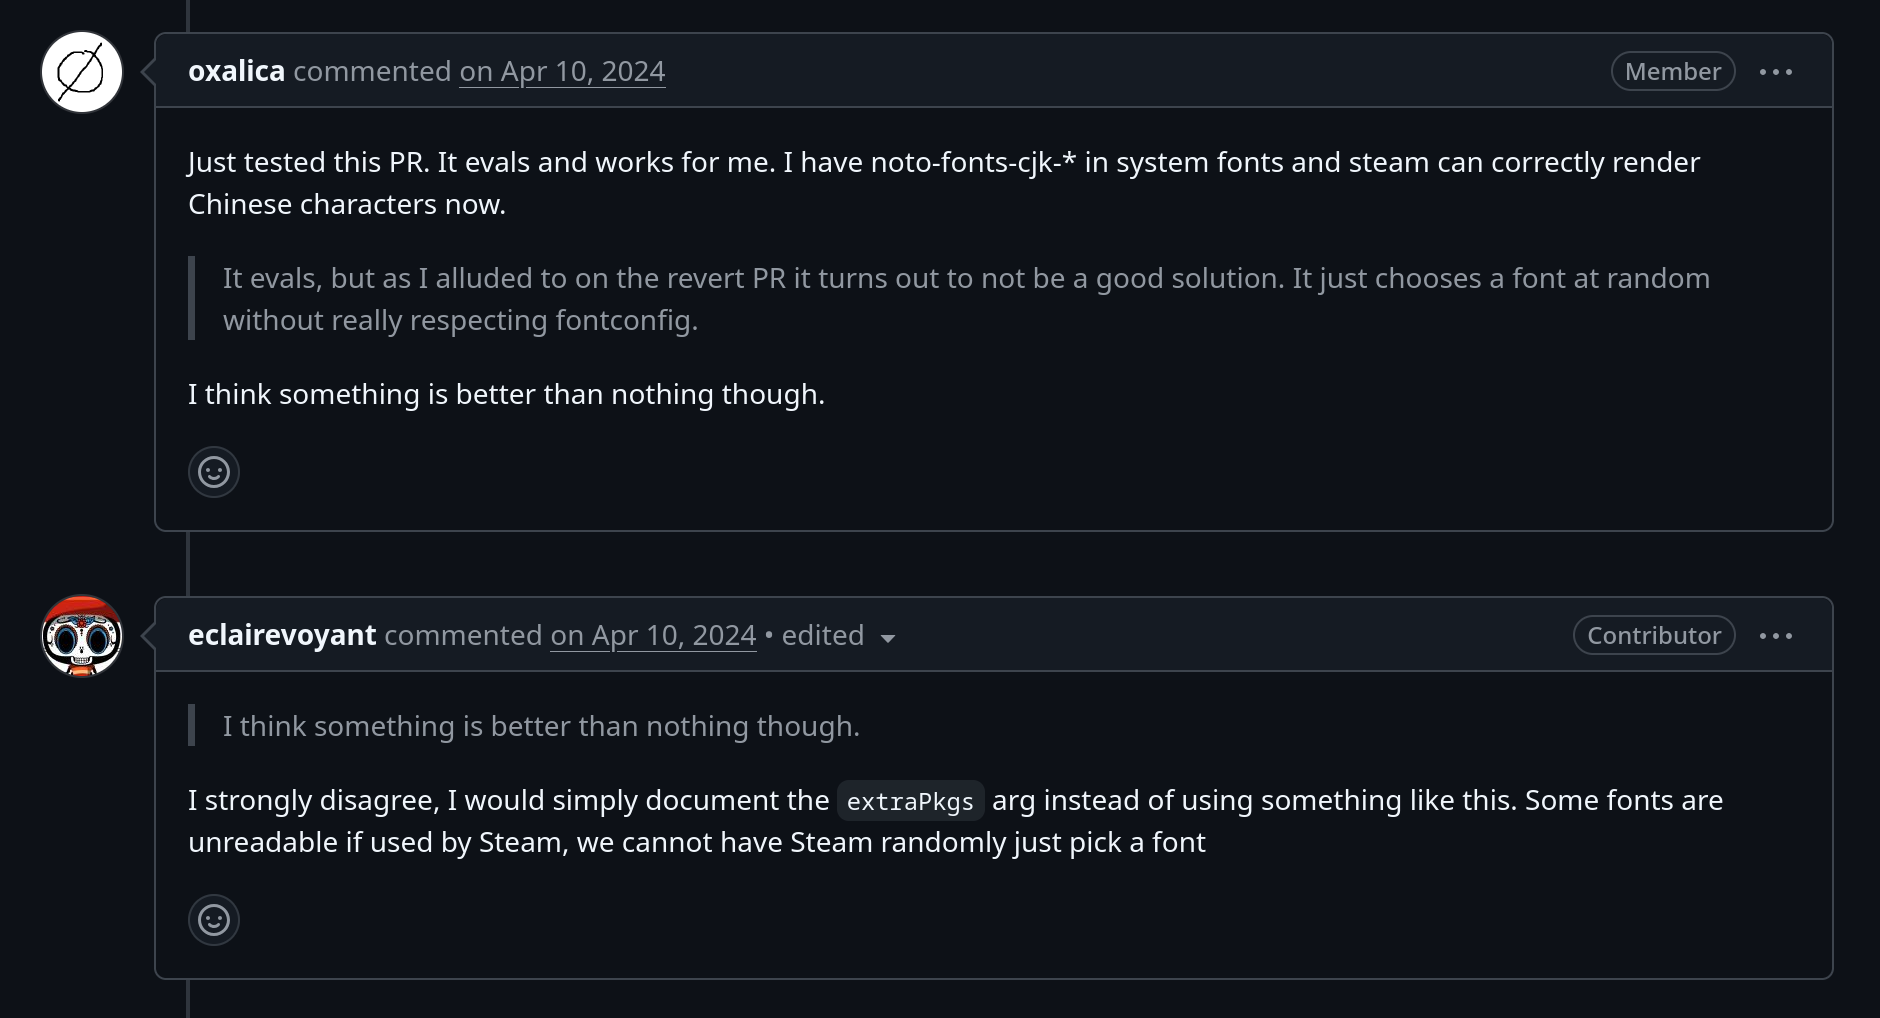 oxalica commented on Apr 10, 2024
Member
Just tested this PR. It evals and works for me. I have noto-fonts-cjk-* in system fonts and steam can correctly render
Chinese characters now.
It evals, but as I alluded to on the revert PR it turns out to not be a good solution. It just chooses a font at random
without really respecting fontconfig.
I think something is better than nothing though.
eclairevoyant commented on Apr 10, 2024 • edited
Contributor
I think something is better than nothing though.
I strongly disagree, I would simply document the extraPkgs arg instead of using something like this. Some fonts are
unreadable if used by Steam, we cannot have Steam randomly just pick a font